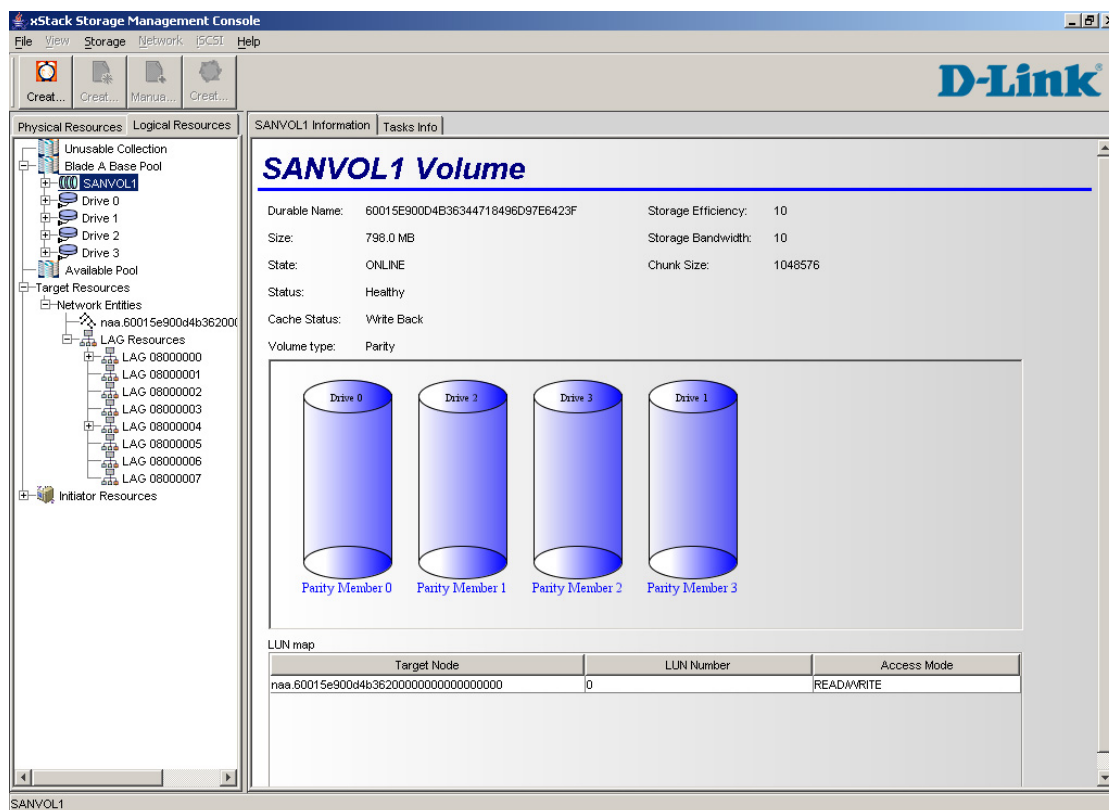 xStack Storage Management Console
File View Storage Network iSCSI Help
Creat... Creat... Manua... Creat...
D-Link
Physical Resources Logical Resources
Unusable Collection
Blade A Base Pool
SANVOL1
Drive 0
Drive 1
Drive 2
Drive 3
Available Pool
Target Resources
Network Entities
naa.60015e900d4b36200(
LAG Resources
LAG 08000000
LAG 08000001
LAG 08000002
LAG 08000003
LAG 08000004
LAG 08000005
LAG 08000006
LAG 08000007
Initiator Resources
SANVOL1 Information Tasks Info
SANVOL1 Volume
Durable Name: 60015E900D4B36344718496D97E6423F Storage Efficiency: 10
Size: 798.0 MB Storage Bandwidth: 10
State: ONLINE Chunk Size: 1048576
Status: Healthy
Cache Status: Write Back
Volume type: Parity
Drive 0 Drive 2 Drive 3 Drive 1
Parity Member 0 Parity Member 1 Parity Member 2 Parity Member 3
LUN map
Target Node LUN Number Access Mode
naa.60015e900d4b36200000000000000000 0 READ/WRITE
SANVOL1